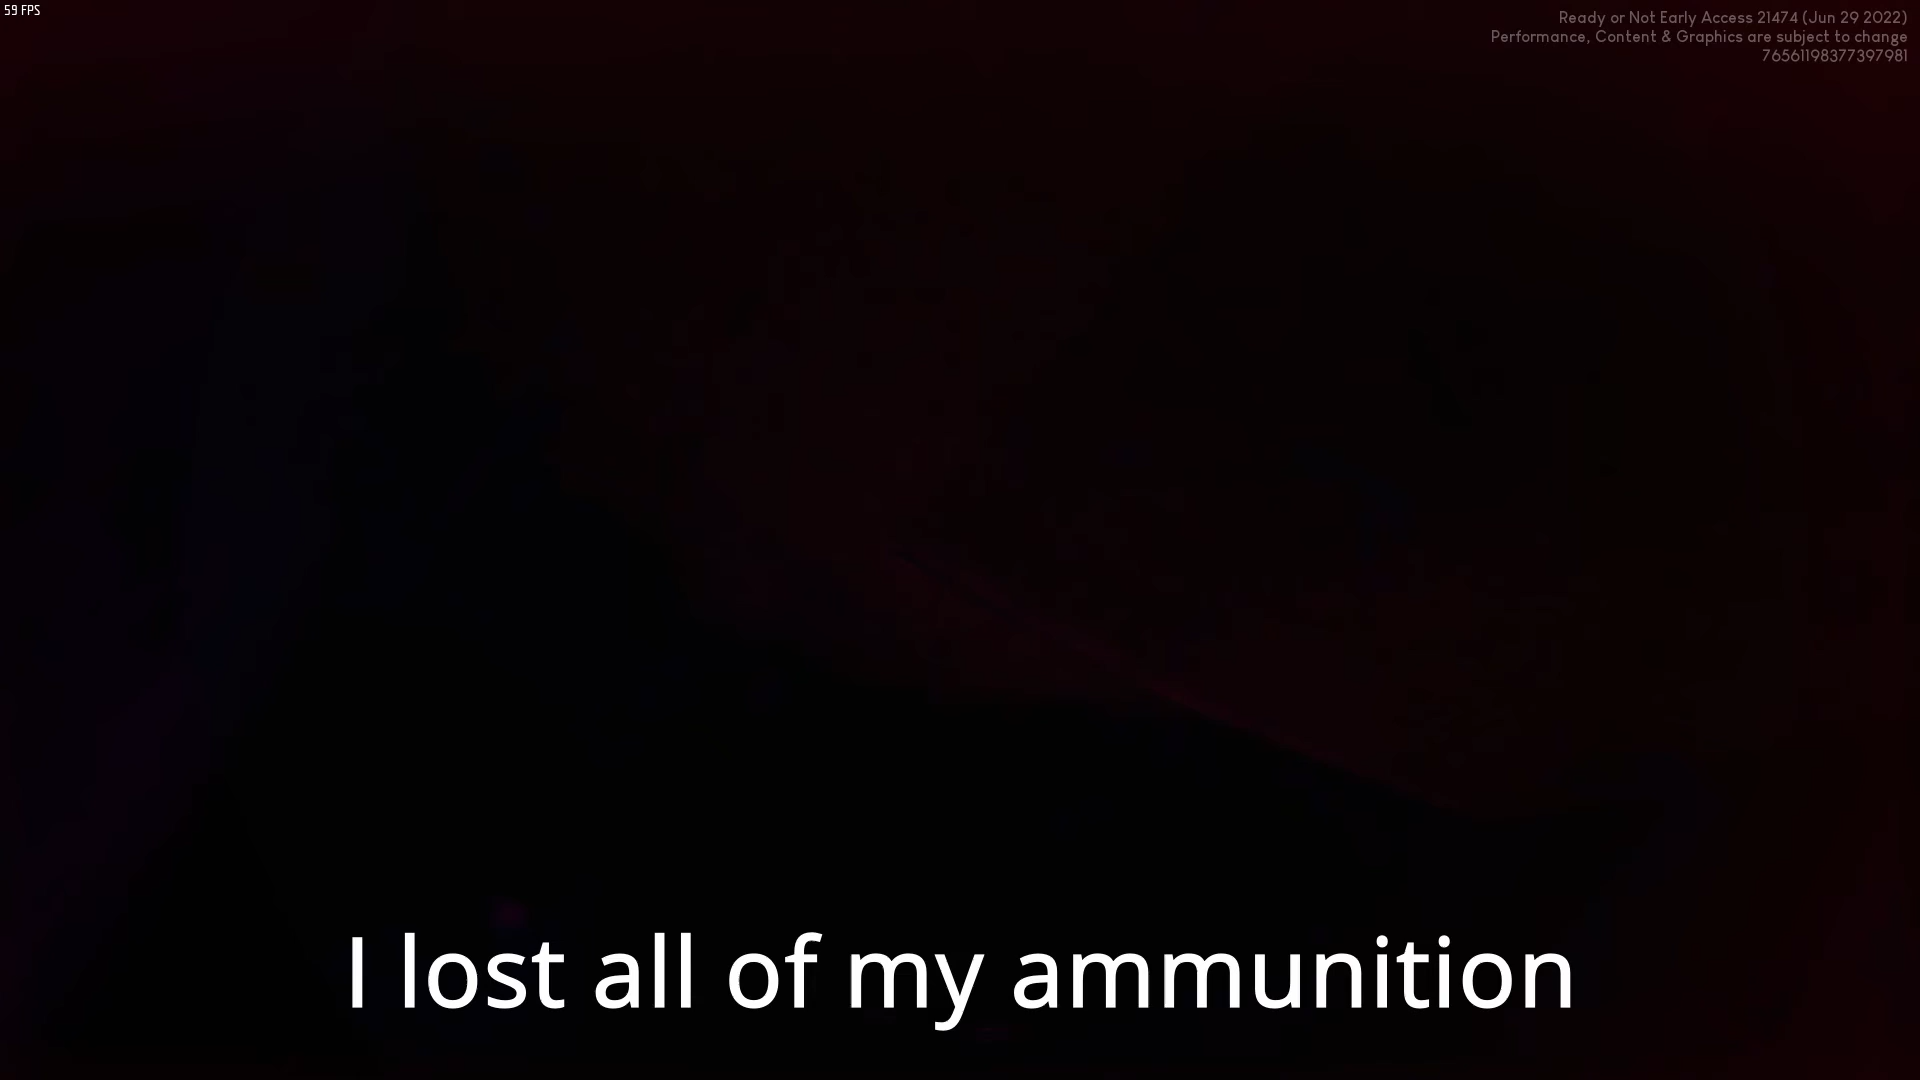 59 FPS
Ready or Not Early Access 21474 (Jun 29 2022)
Performance, Content & Graphics are subject to change
76561198377397981
I lost all of my ammunition